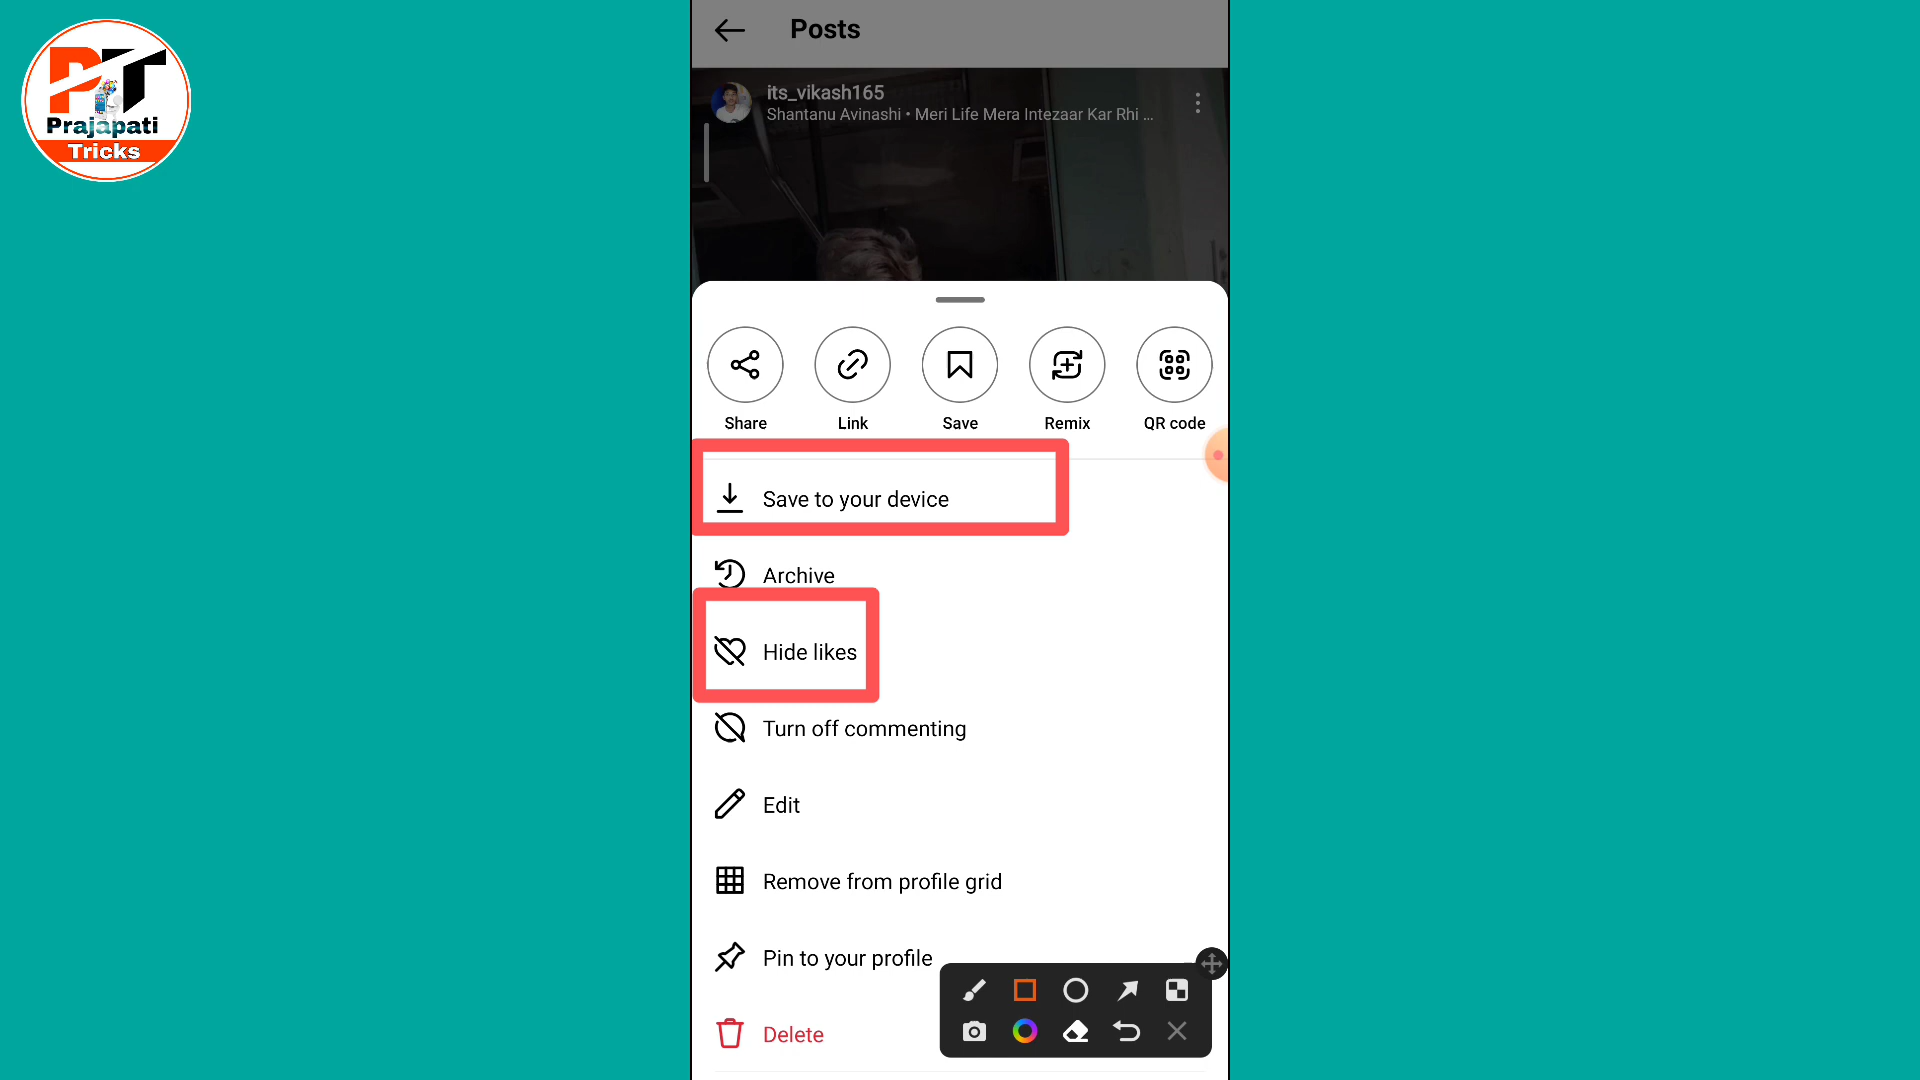 PT
Prajapati
Tricks
Posts
its_vikash165
Shantanu Avinashi • Meri Life Mera Intezaar Kar Rhi ...
Share
Link
Save
Remix
QR code
Save to your device
Archive
Hide likes
Turn off commenting
Edit
Remove from profile grid
Pin to your profile
Delete